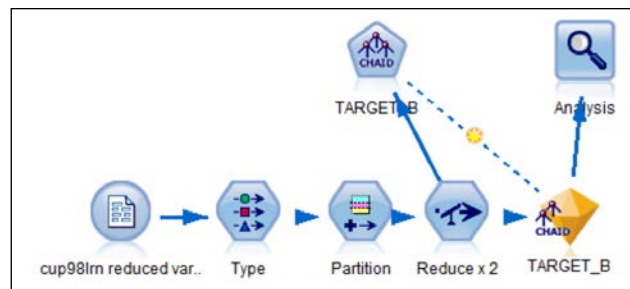 CHAID
TARGET_B
Analysis
cup98lrn reduced var..
Type
Partition
Reduce x 2
CHAID
TARGET_B